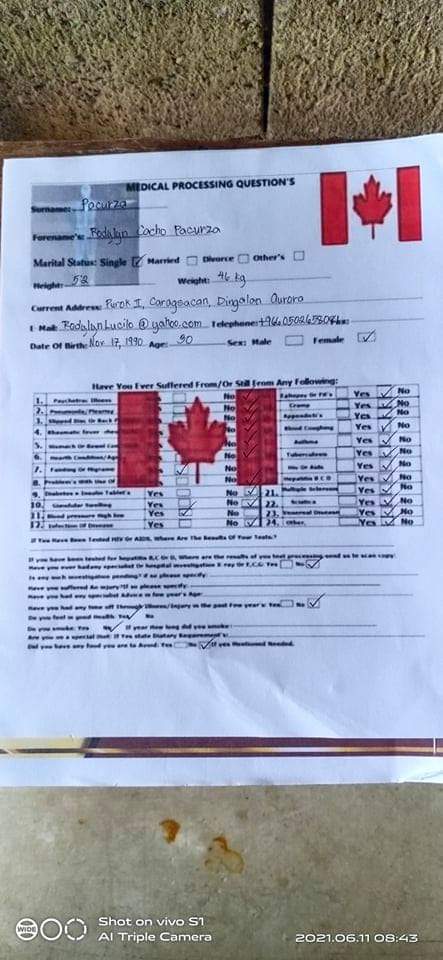 MEDICAL PROCESSING QUESTION'S
Surname: Pacurza
Forename's: Rodylyn Cacho Pacurza
Marital Status: Single Married Divorce Other's
Height: 5'2 Weight: 46 kg
Current Address: Purok I, Caragsacan, Dingalan Aurora
E-Mail: RodylynLucilo@yahoo.com Telephone:
Date Of Birth: Nov 17, 1990 Age: 30 Sex: Male Female
Have You Ever Suffered From/Or Still From Any Following:
1. Psychetras Illness No Epilepsy Or Fit's Yes No
2. Pneumonia/Pleurisy No Cramp Yes No
3. Slipped Disc Or Back No Appendeti's Yes No
4. Rheumatic fever No Blood Coughing Yes No
5. Stomach Or Bowel No Asthma Yes No
6. Hearth Condition No Tuberculosis Yes No
7. Fainting Or Migrams No Hiv Or Aids Yes No
8. Problem's With No Hepatitis B C D Yes No
9. Diabetes Insulin Tablet's Yes No 21. Multiple Sclerosis Yes No
10. Glandular Swelling Yes No 22. Sciatica Yes No
11. Blood pressure High low Yes No 23. Venereal Disease Yes No
12. Infection Of Disease Yes No 24. Other, Yes No
If You Have Been Tested HIV Or AIDS, Where Are The Results Of Your Tests?
If you have been tested for hepatitis B,C Or D, Where are the results of you test processing send us to scan copy.
Have you ever had any specialist Or hospital investigation X ray Or E.C.G: Yes No
Is any such investigation pending? if so please specify:
Have you suffered An Injury?If so please specify:
Have you had any specialist Advice in few year's Ago:
Have you had any time off Through illness/injury in the past Few year's: Yes No
Do you feel in good Health: Yes No
Do you smoke: Yes No If year How long did you smoke:
Are you on a special Diet: If Yes state Dietary Requirement's:
Did you have any food you are to Avoid: Yes No If yes Mentioned Needed.
WIDE
Shot on vivo S1
AI Triple Camera
2021.06.11 08:43